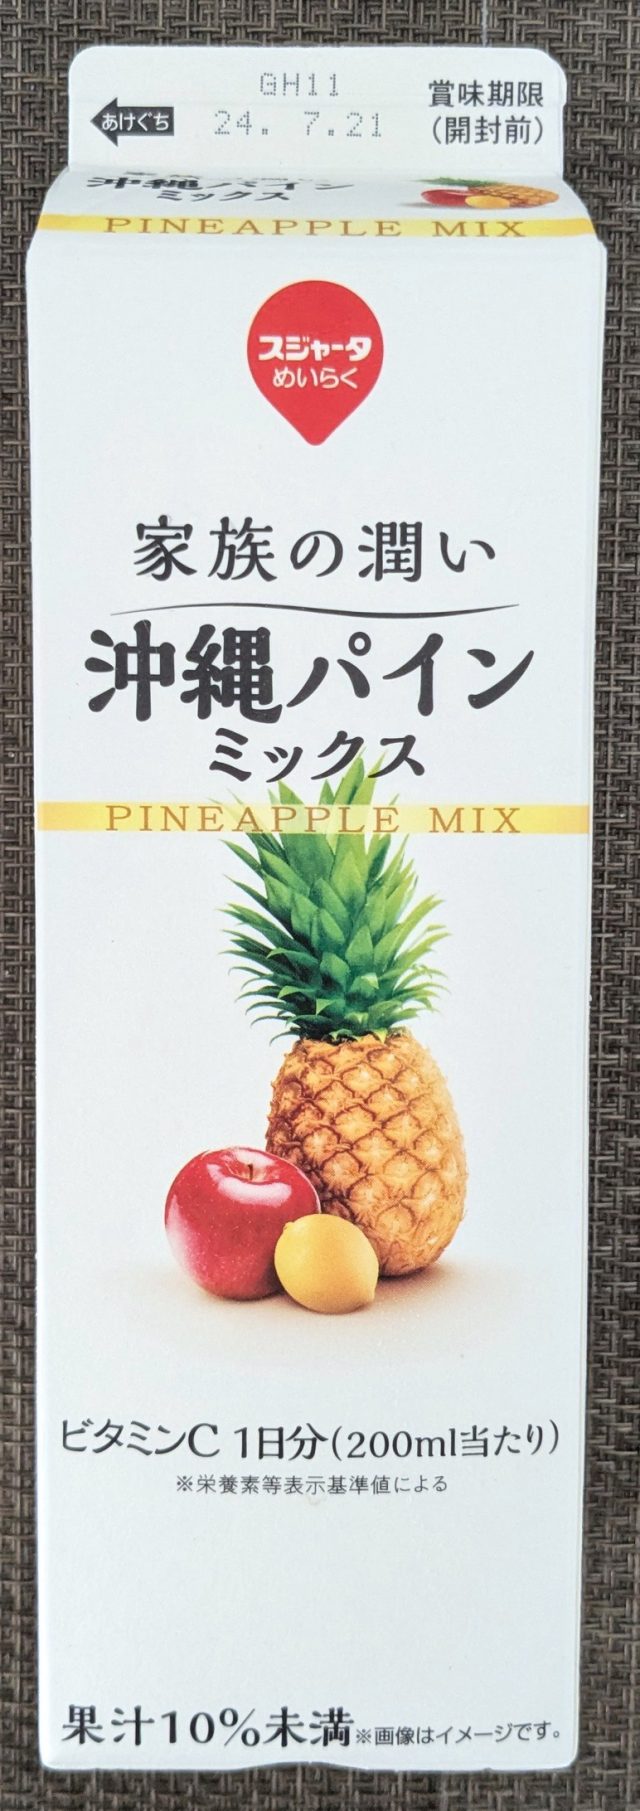 GH11
24. 7.21
賞味期限
(開封前)
あけぐち
沖縄パイン
ミックス
PINEAPPLE MIX
スジャータ
めいらく
家族の潤い
沖縄パイン
ミックス
PINEAPPLE MIX
ビタミンC 1日分(200ml当たり)
※栄養素等表示基準値による
果汁10%未満※画像はイメージです。